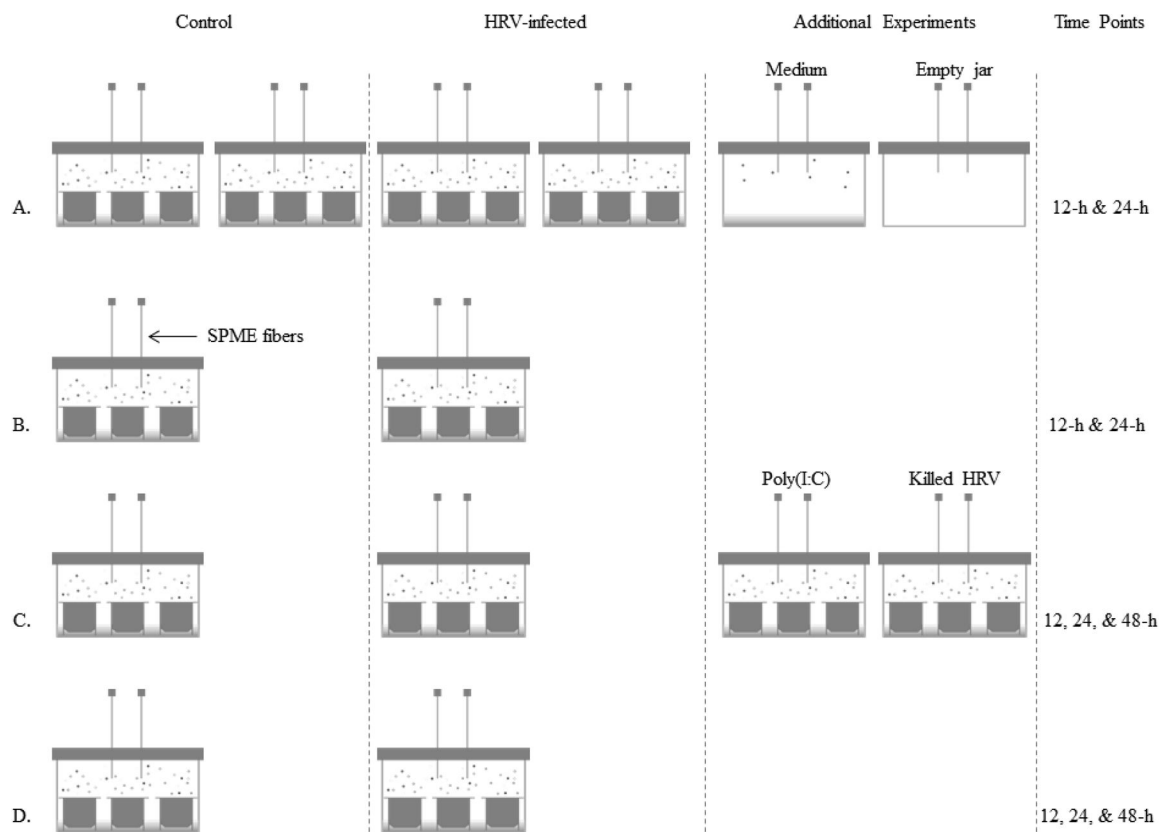 Control
HRV-infected
Additional Experiments
Time Points
Medium
Empty jar
A.
12-h & 24-h
SPME fibers
B.
12-h & 24-h
Poly(I:C)
Killed HRV
C.
12, 24, & 48-h
D.
12, 24, & 48-h